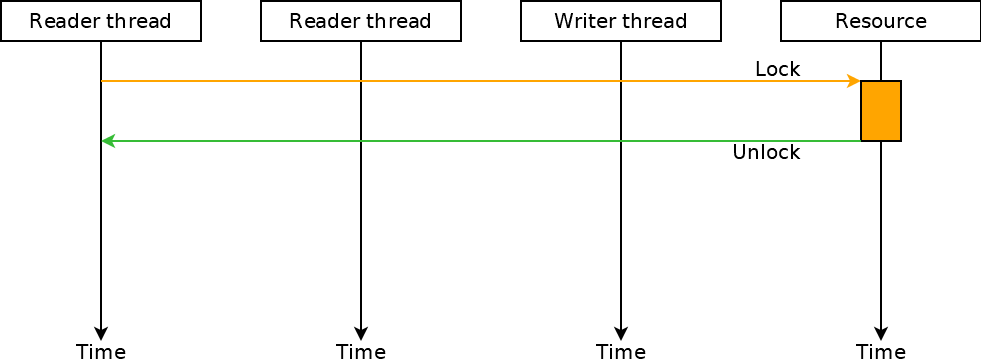 Reader thread
Reader thread
Writer thread
Resource
Lock
Unlock
Time
Time
Time
Time